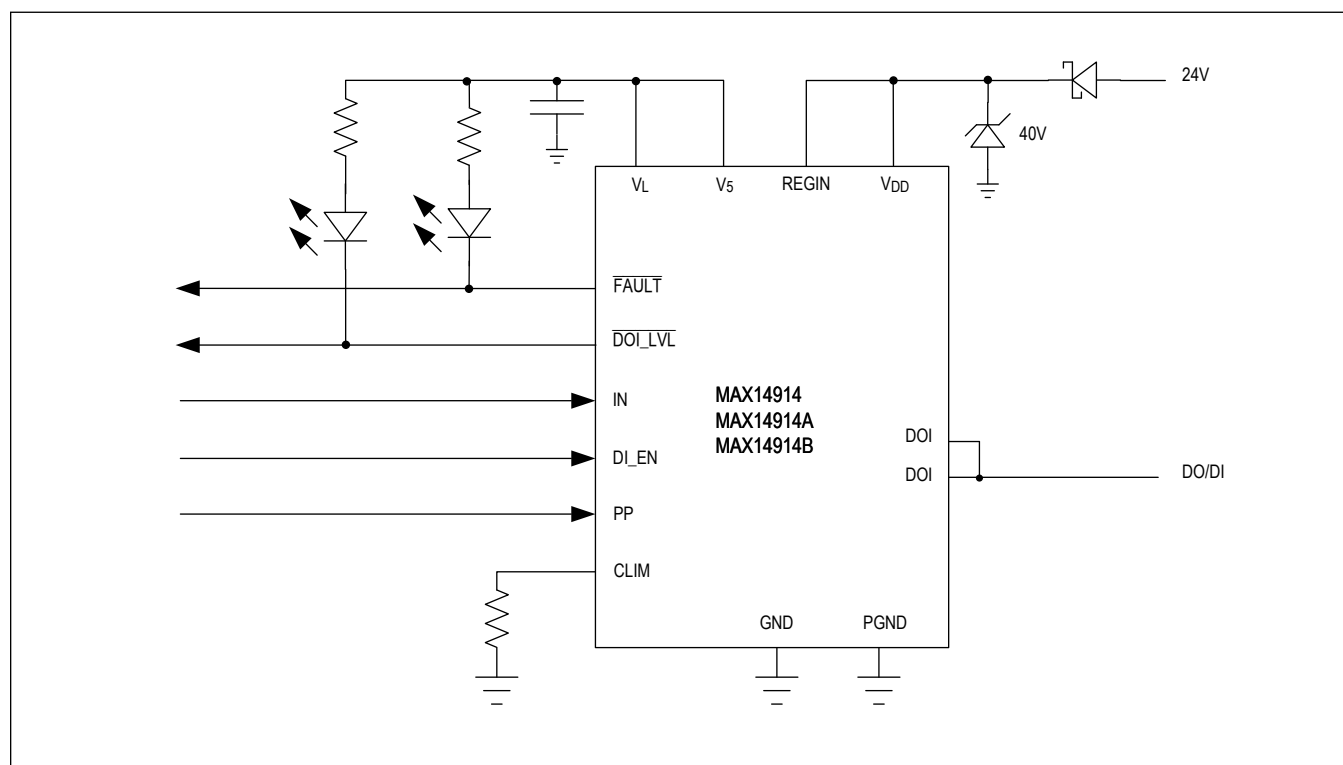 24V
40V
VL
V5
REGIN
VDD
FAULT
DOI_LVL
IN
MAX14914
MAX14914A
MAX14914B
DI_EN
DOI
DOI
DO/DI
PP
CLIM
GND
PGND